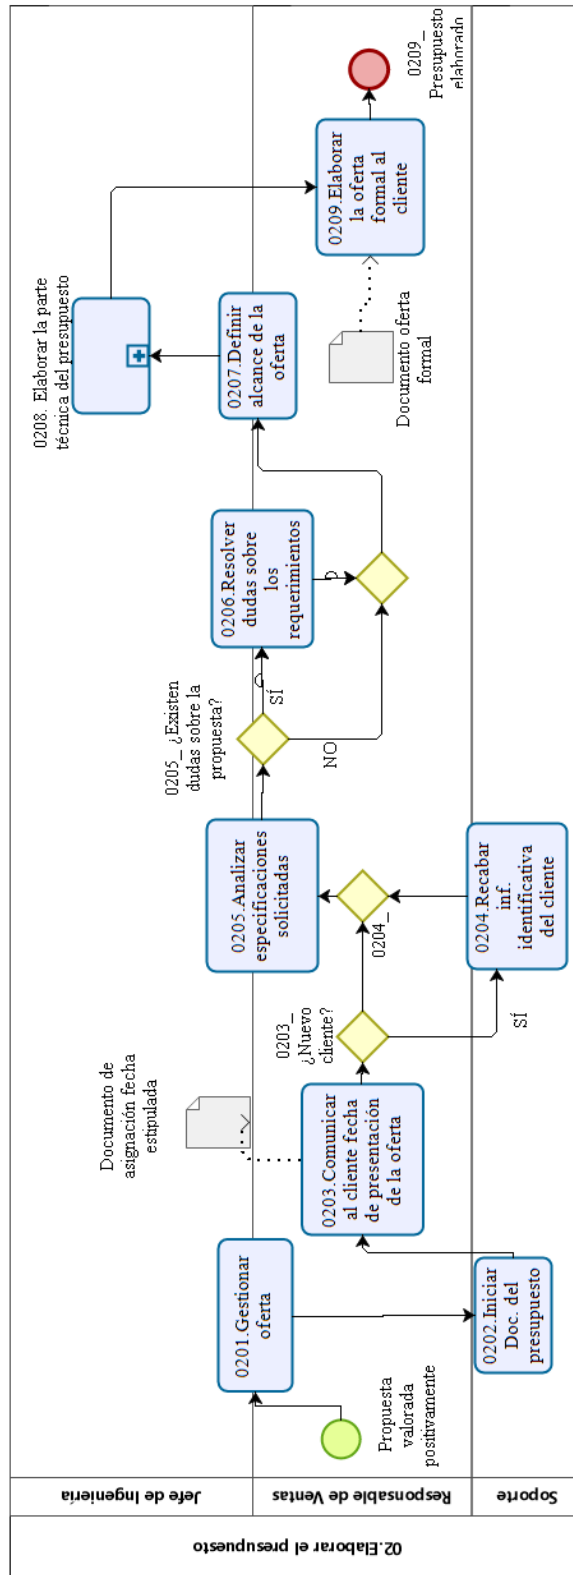 02.Elaborar el presupuesto
Jefe de Ingeniería
Responsable de Ventas
Soporte
Propuesta
valorada
positivamente
0201.Gestionar
oferta
0202.Iniciar
Doc. del
presupuesto
Documento de
asignación fecha
estipulada
0203.Comunicar
al cliente fecha
de presentación
de la oferta
0203_
¿Nuevo
cliente?
SÍ
0204_
0204.Recabar
inf.
identificativa
del cliente
0205.Analizar
especificaciones
solicitadas
0205_ ¿Existen
dudas sobre la
propuesta?
SÍ
NO
0206.Resolver
dudas sobre
los
requerimientos
0207.Definir
alcance de la
oferta
0208. Elaborar la parte
técnica del presupuesto
Documento oferta
formal
0209.Elaborar
la oferta
formal al
cliente
0209_
Presupuesto
elaborado